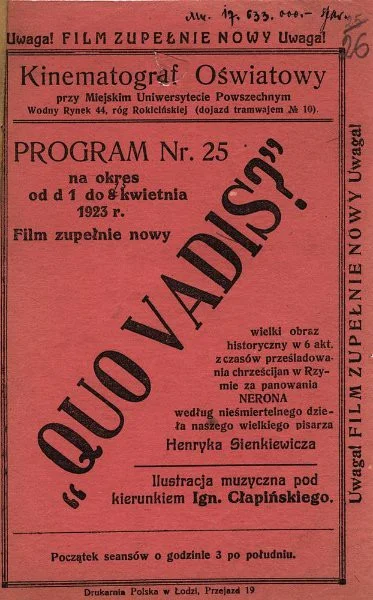 26
Uwaga! FILM ZUPEŁNIE NOWY Uwaga!
Kinematograf Oświatowy
przy Miejskim Uniwersytecie Powszechnym
Wodny Rynek 44, róg Rokicińskiej (dojazd tramwajem № 10).
PROGRAM Nr. 25
na okres
od d 1 do 8 kwietnia
1923 r.
Film zupełnie nowy
"QUO VADIS?"
wielki obraz
historyczny w 6 akt.
z czasów prześladowa-
nia chrześcijan w Rzy-
mie za panowania
NERONA
według nieśmiertelnego dzie-
ła naszego wielkiego pisarza
Henryka Sienkiewicza
Ilustracja muzyczna pod
kierunkiem Ign. Cłapińskiego.
Początek seansów o godzinie 3 po południu.
Uwaga! FILM ZUPEŁNIE NOWY Uwaga!
Drukarnia Polska w Łodzi, Przejazd 19